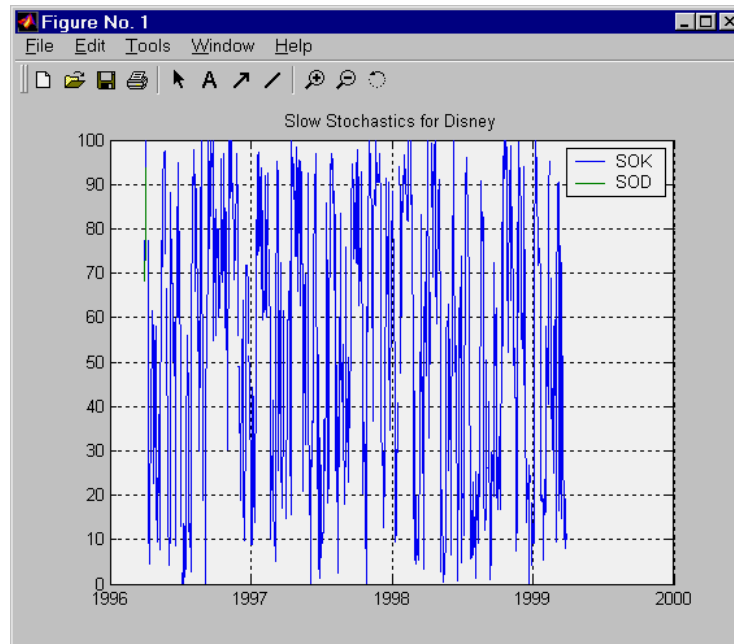 Figure No. 1
File Edit Tools Window Help
A
Slow Stochastics for Disney
100
90
80
70
60
50
40
30
20
10
0
SOK
SOD
1996 1997 1998 1999 2000